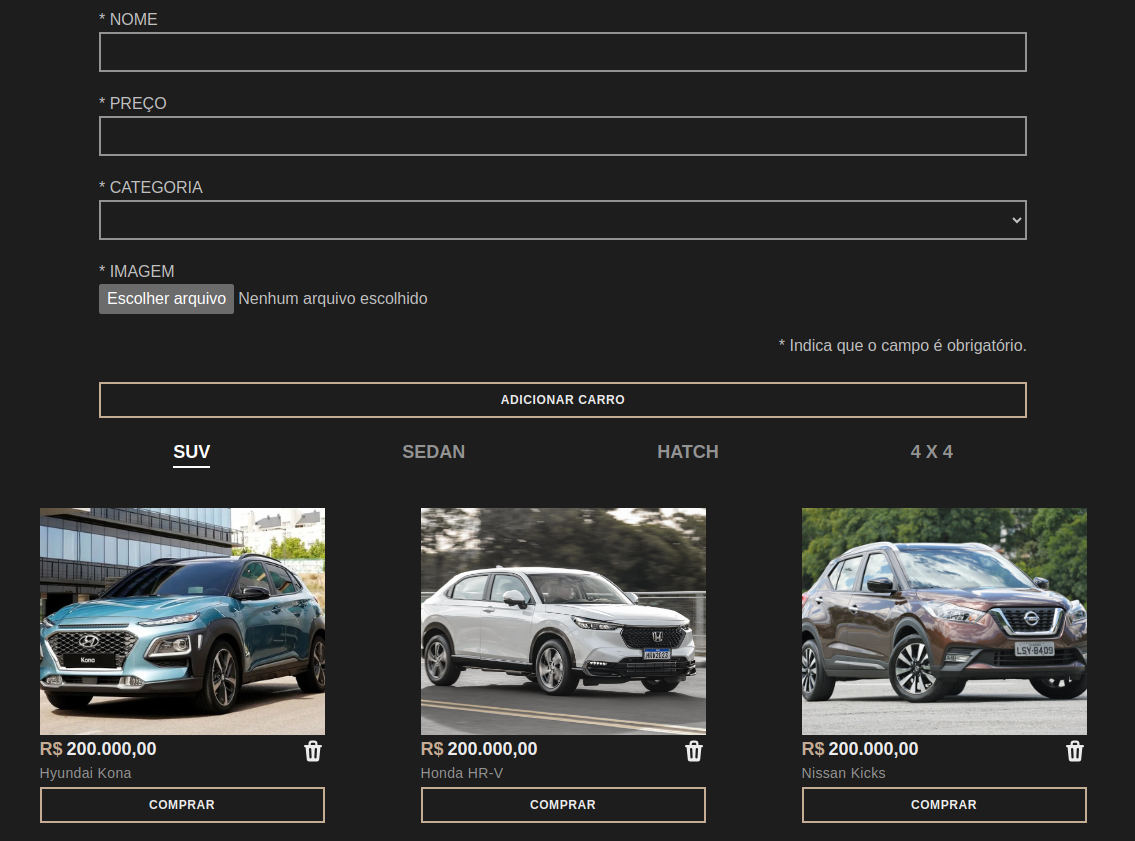 * NOME
* PREÇO
* CATEGORIA
* IMAGEM
Escolher arquivo Nenhum arquivo escolhido
* Indica que o campo é obrigatório.
ADICIONAR CARRO
SUV SEDAN HATCH 4 X 4
Kona
LSY·8409
R$ 200.000,00 R$ 200.000,00 R$ 200.000,00
Hyundai Kona Honda HR-V Nissan Kicks
COMPRAR COMPRAR COMPRAR